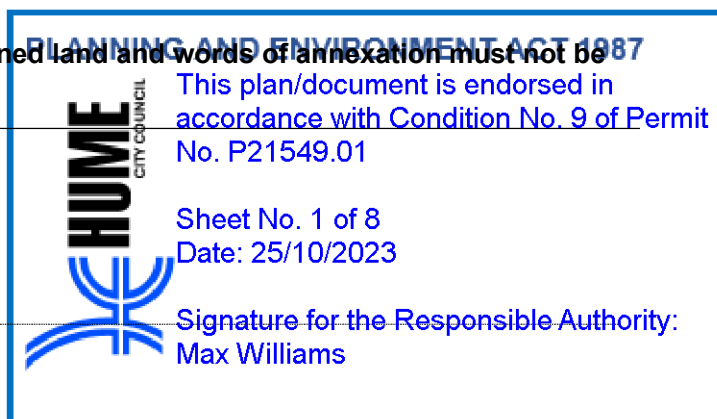 PLANNING AND ENVIRONMENT ACT 1987
ned land and words of annexation must not be
This plan/document is endorsed in
accordance with Condition No. 9 of Permit
No. P21549.01
HUME
CITY COUNCIL
Sheet No. 1 of 8
Date: 25/10/2023
Signature for the Responsible Authority:
Max Williams